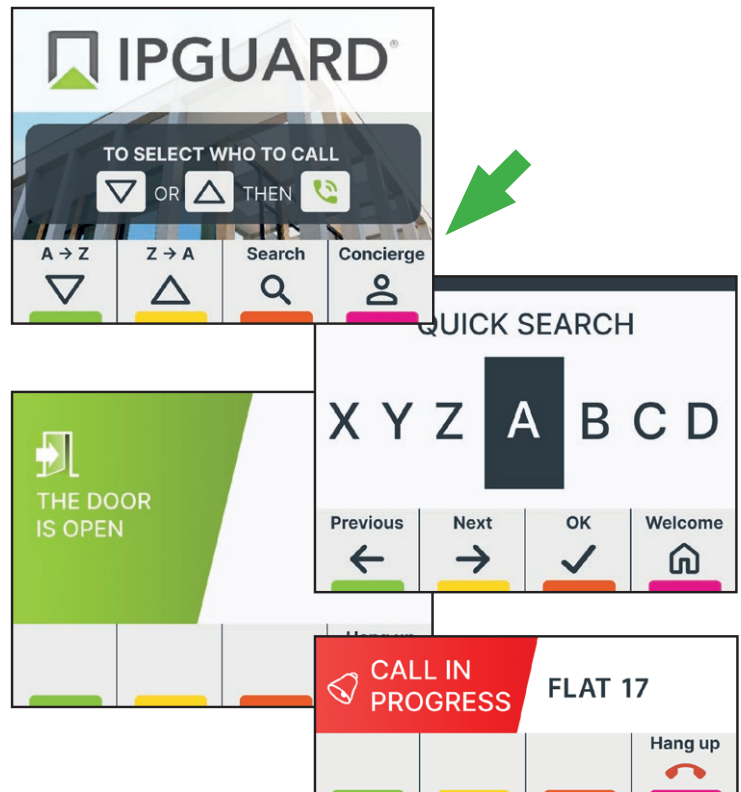 IPGUARD®
TO SELECT WHO TO CALL
OR THEN
A → Z Z → A Search Concierge
QUICK SEARCH
X Y Z A B C D
Previous Next OK Welcome
THE DOOR
IS OPEN
Hang up
CALL IN
PROGRESS
FLAT 17
Hang up